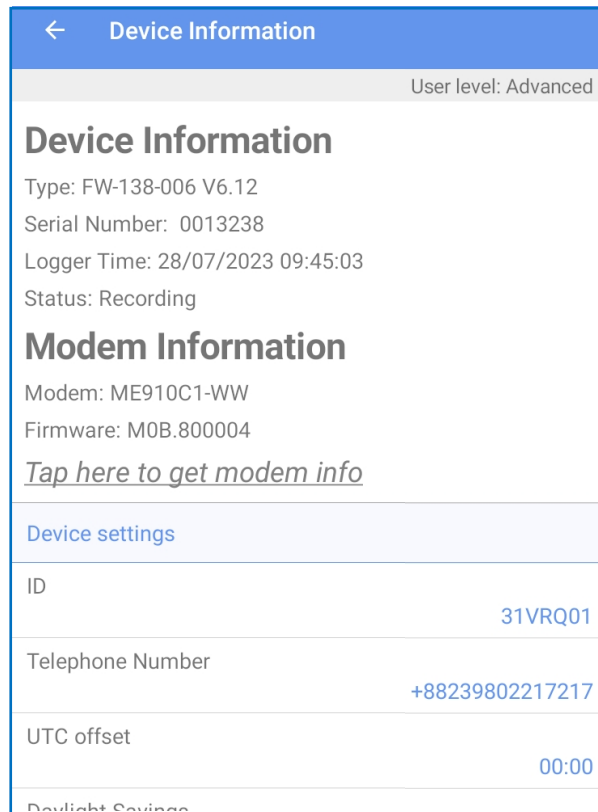 Device Information
User level: Advanced
Device Information
Type: FW-138-006 V6.12
Serial Number: 0013238
Logger Time: 28/07/2023 09:45:03
Status: Recording
Modem Information
Modem: ME910C1-WW
Firmware: M0B.800004
Tap here to get modem info
Device settings
ID
31VRQ01
Telephone Number
+88239802217217
UTC offset
00:00
Daylight Savings